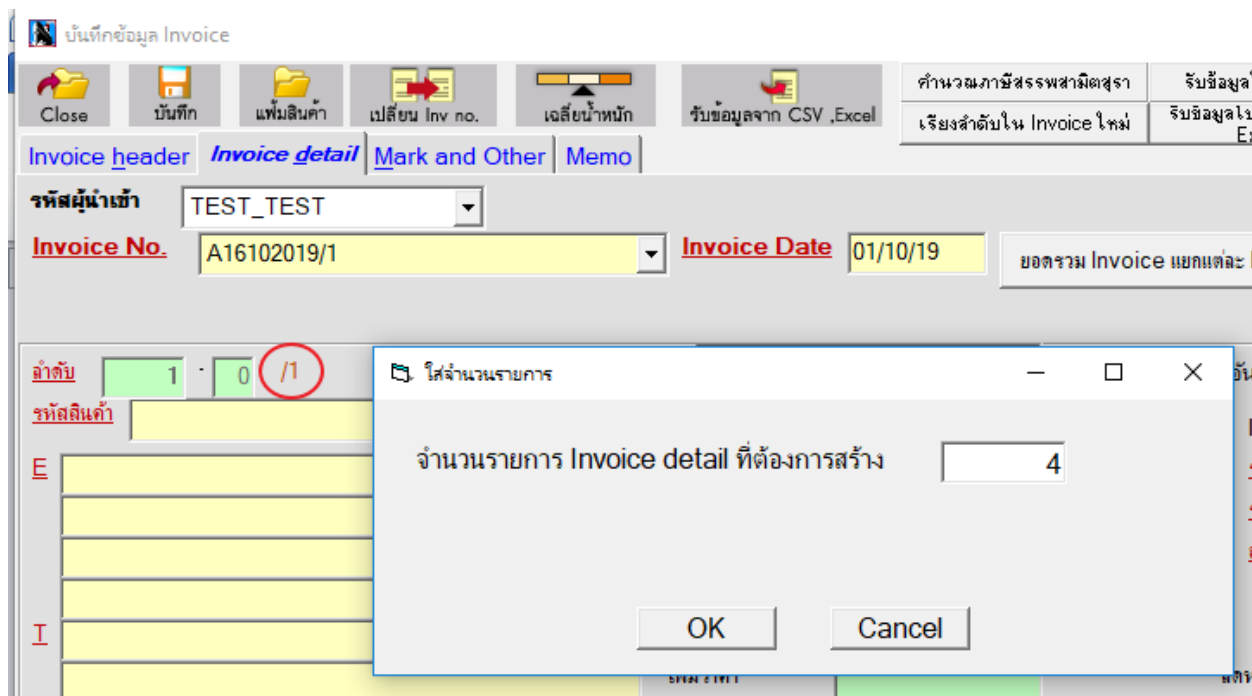 บันทึกข้อมูล Invoice
Close บันทึก แฟ้มสินค้า เปลี่ยน Inv no. เฉลี่ยน้ำหนัก รับข้อมูลจาก CSV ,Excel
คำนวณภาษีสรรพสามิตสุรา
เรียงลำดับใน Invoice ใหม่
Invoice header Invoice detail Mark and Other Memo
รหัสผู้นำเข้า TEST_TEST
Invoice No. A16102019/1 Invoice Date 01/10/19 ยอดรวม Invoice แยกแต่ละ
ลำดับ 1 - 0 /1
รหัสสินค้า
E
T
ใส่จำนวนรายการ
จำนวนรายการ Invoice detail ที่ต้องการสร้าง 4
OK Cancel